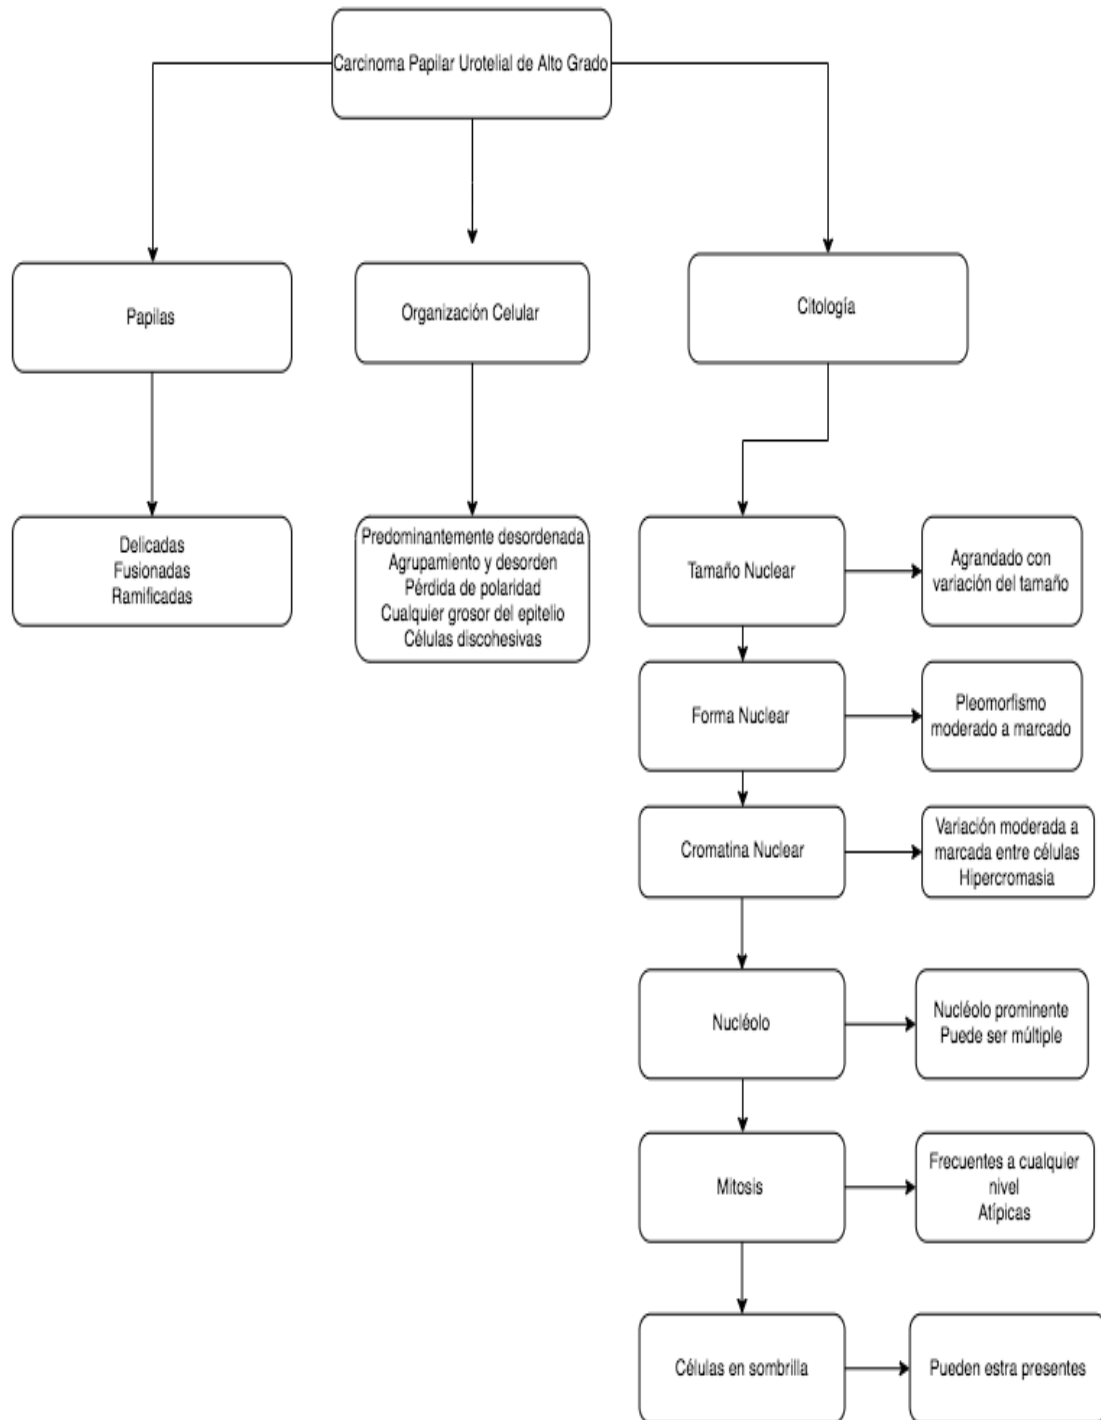 Carcinoma Papilar Urotelial de Alto Grado
Papilas
Organización Celular
Citología
Delicadas
Fusionadas
Ramificadas
Predominantemente desordenada
Agrupamiento y desorden
Pérdida de polaridad
Cualquier grosor del epitelio
Células discohesivas
Tamaño Nuclear
Agrandado con
variación del tamaño
Forma Nuclear
Pleomorfismo
moderado a marcado
Cromatina Nuclear
Variación moderada a
marcada entre células
Hipercromasia
Nucléolo
Nucléolo prominente
Puede ser múltiple
Mitosis
Frecuentes a cualquier
nivel
Atípicas
Células en sombrilla
Pueden estra presentes